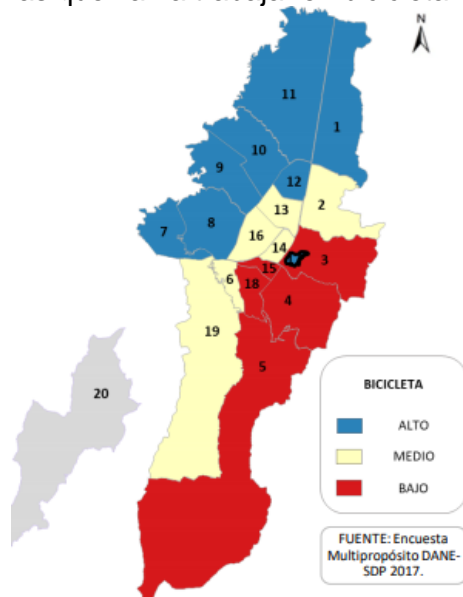 N
11
1
10
9
12
2
13
7
8
16
14
3
15
6
18
4
19
5
20
BICICLETA
ALTO
MEDIO
BAJO
FUENTE: Encuesta
Multipropósito DANE-
SDP 2017.